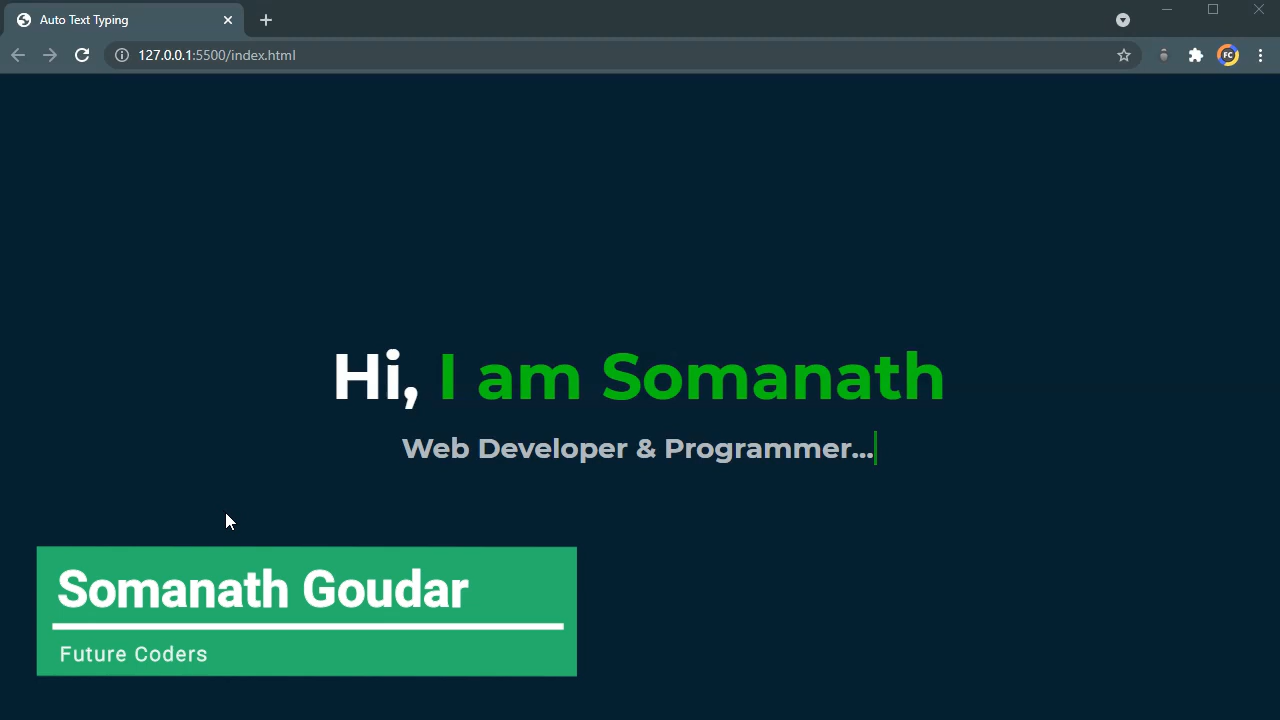 Auto Text Typing
127.0.0.1:5500/index.html
FC
Hi, I am Somanath
Web Developer & Programmer...
Somanath Goudar
Future Coders